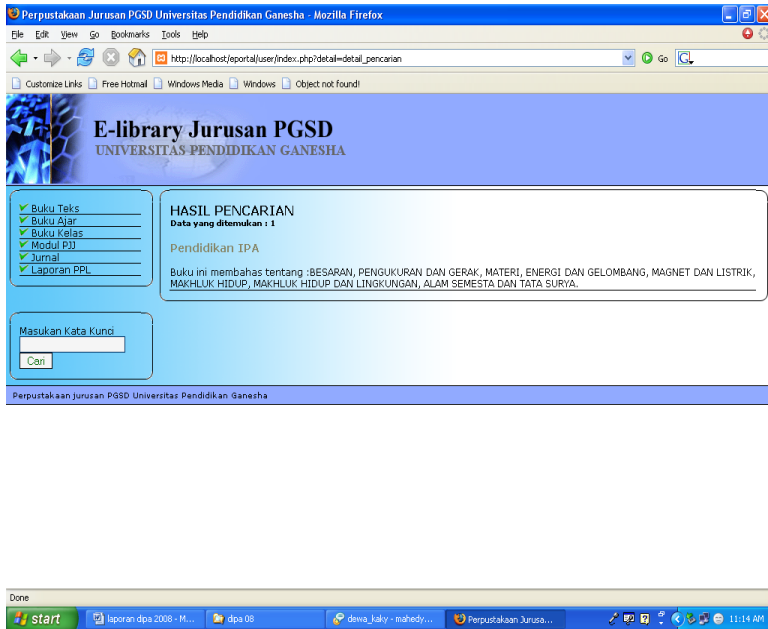 Perpustakaan Jurusan PGSD Universitas Pendidikan Ganesha - Mozilla Firefox
File Edit View Go Bookmarks Tools Help
http://localhost/eportal/user/index.php?detail=detail_pencarian
Go
Customize Links Free Hotmail Windows Media Windows Object not found!
E-library Jurusan PGSD
UNIVERSITAS PENDIDIKAN GANESHA
Buku Teks
Buku Ajar
Buku Kelas
Modul PJJ
Jurnal
Laporan PPL
HASIL PENCARIAN
Data yang ditemukan : 1
Pendidikan IPA
Buku ini membahas tentang :BESARAN, PENGUKURAN DAN GERAK, MATERI, ENERGI DAN GELOMBANG, MAGNET DAN LISTRIK,
MAKHLUK HIDUP, MAKHLUK HIDUP DAN LINGKUNGAN, ALAM SEMESTA DAN TATA SURYA.
Masukan Kata Kunci
Cari
Perpustakaan jurusan PGSD Universitas Pendidikan Ganesha
Done
start laporan dipa 2008 - M... dipa 08 dewa_kaky - mahedy... Perpustakaan Jurusa... 11:14 AM